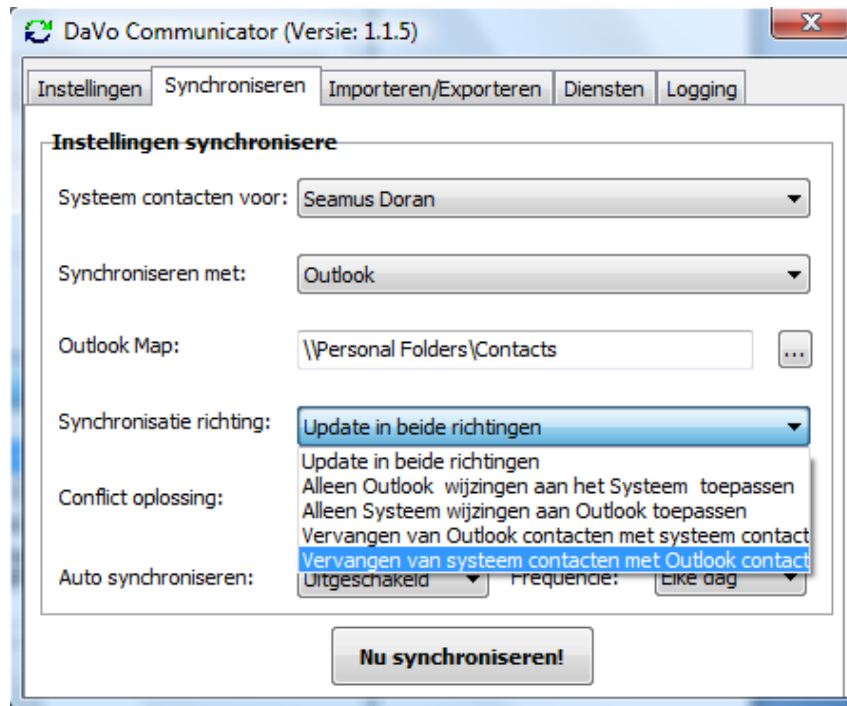 DaVo Communicator (Versie: 1.1.5)
Instellingen Synchroniseren Importeren/Exporteren Diensten Logging
Instellingen synchronisere
Systeem contacten voor: Seamus Doran
Synchroniseren met: Outlook
Outlook Map: \\Personal Folders\Contacts ...
Synchronisatie richting: Update in beide richtingen
Update in beide richtingen
Alleen Outlook wijzingen aan het Systeem toepassen
Conflict oplossing:
Alleen Systeem wijzingen aan Outlook toepassen
Vervangen van Outlook contacten met systeem contact
Vervangen van systeem contacten met Outlook contact
Auto synchroniseren: Uitgeschakeld Frequencie: Elke dag
Nu synchroniseren!